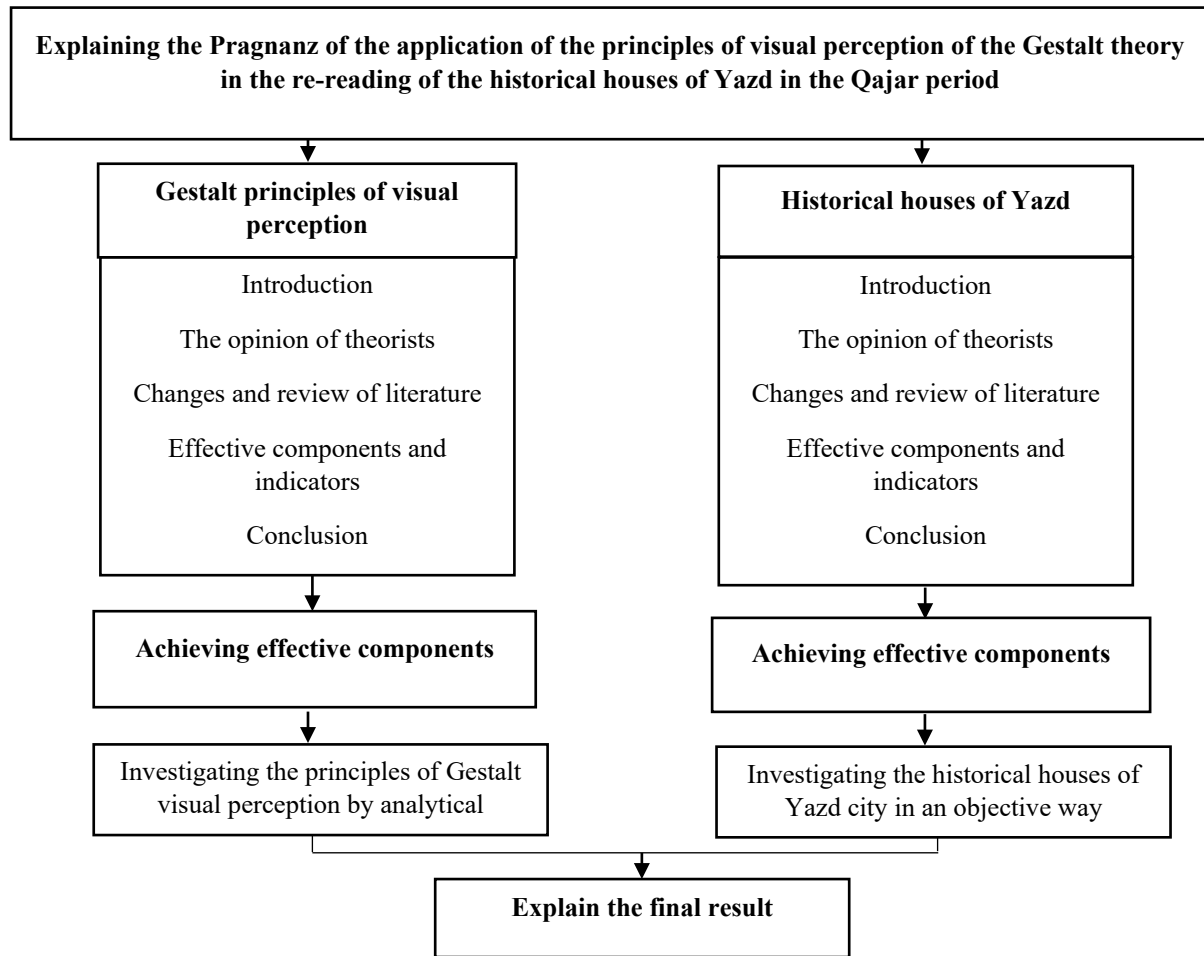 Explaining the Pragnanz of the application of the principles of visual perception of the Gestalt theory
in the re-reading of the historical houses of Yazd in the Qajar period
Gestalt principles of visual
perception
Introduction
The opinion of theorists
Changes and review of literature
Effective components and
indicators
Conclusion
Achieving effective components
Investigating the principles of Gestalt
visual perception by analytical
Historical houses of Yazd
Introduction
The opinion of theorists
Changes and review of literature
Effective components and
indicators
Conclusion
Achieving effective components
Investigating the historical houses of
Yazd city in an objective way
Explain the final result